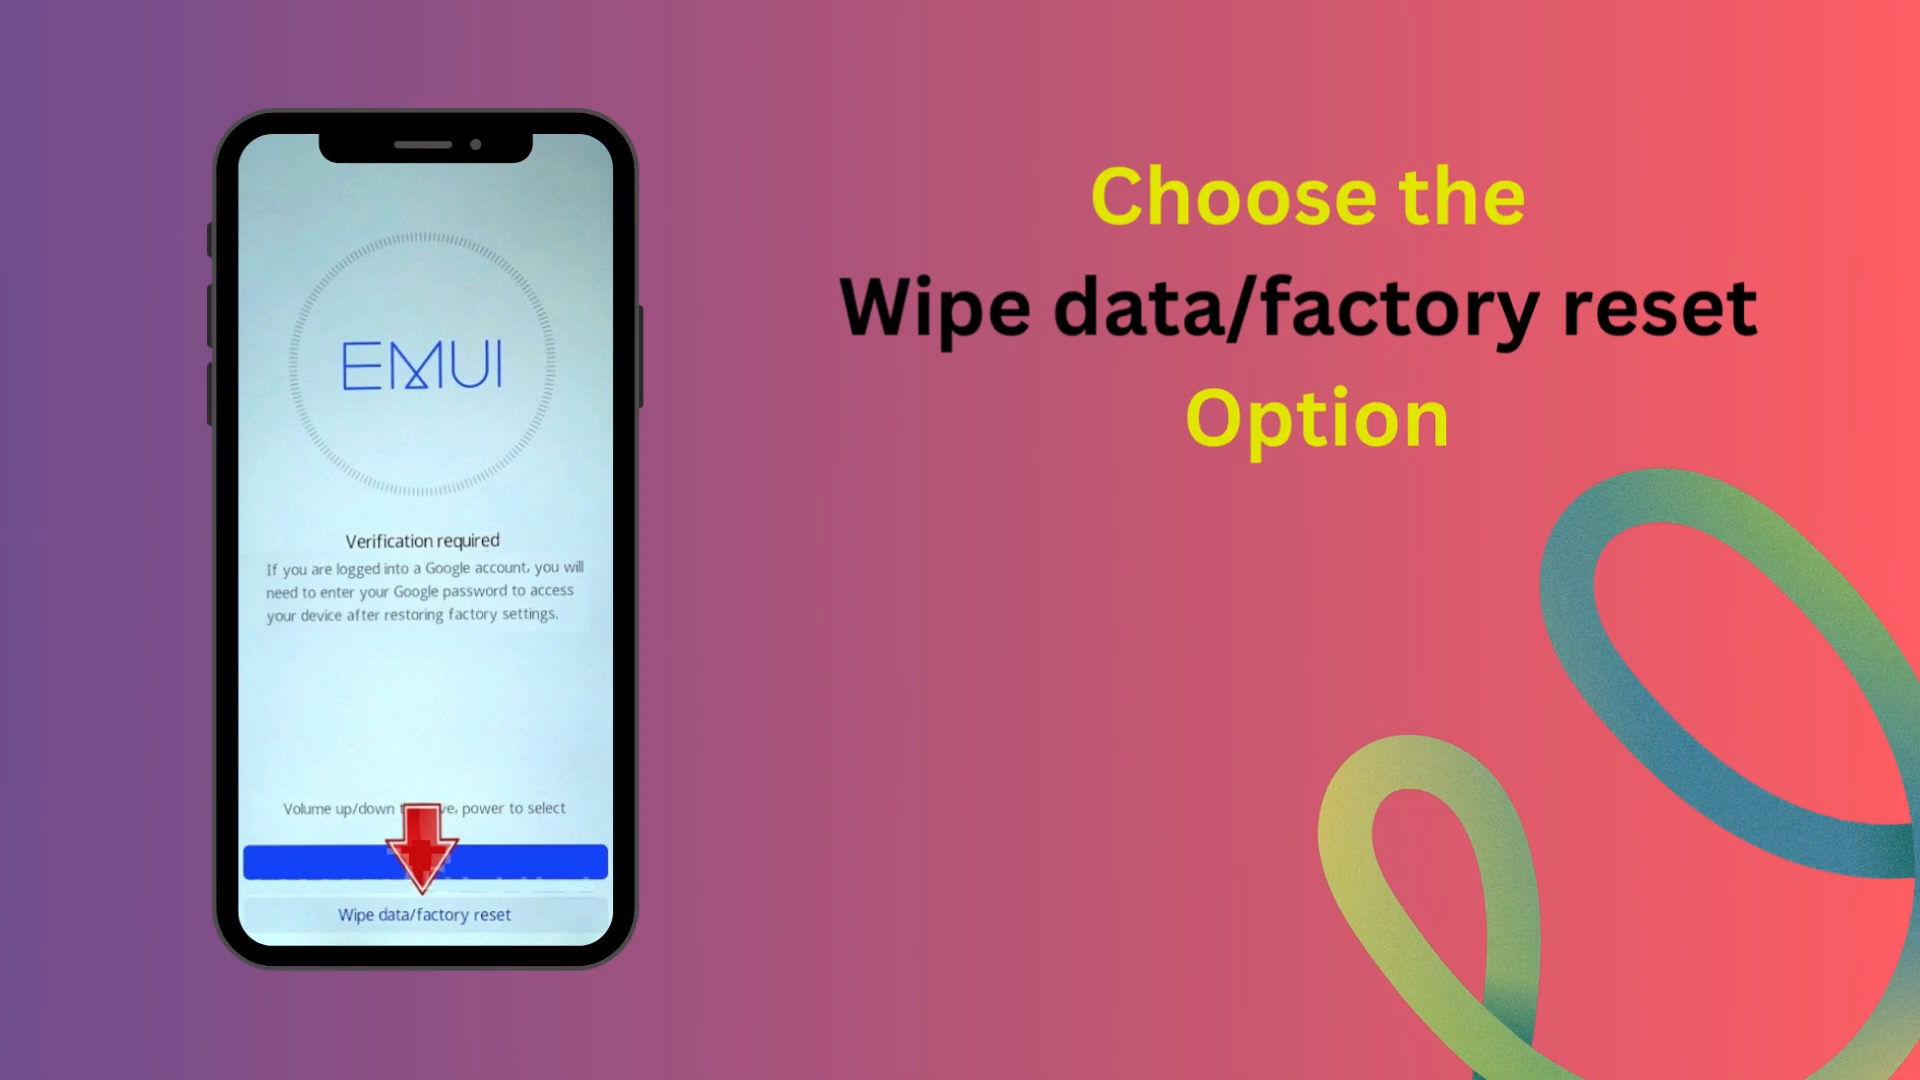 Choose the
Wipe data/factory reset
Option
EMUI
Verification required
If you are logged into a Google account, you will
need to enter your Google password to access
your device after restoring factory settings.
Volume up/down power to select
Wipe data/factory reset